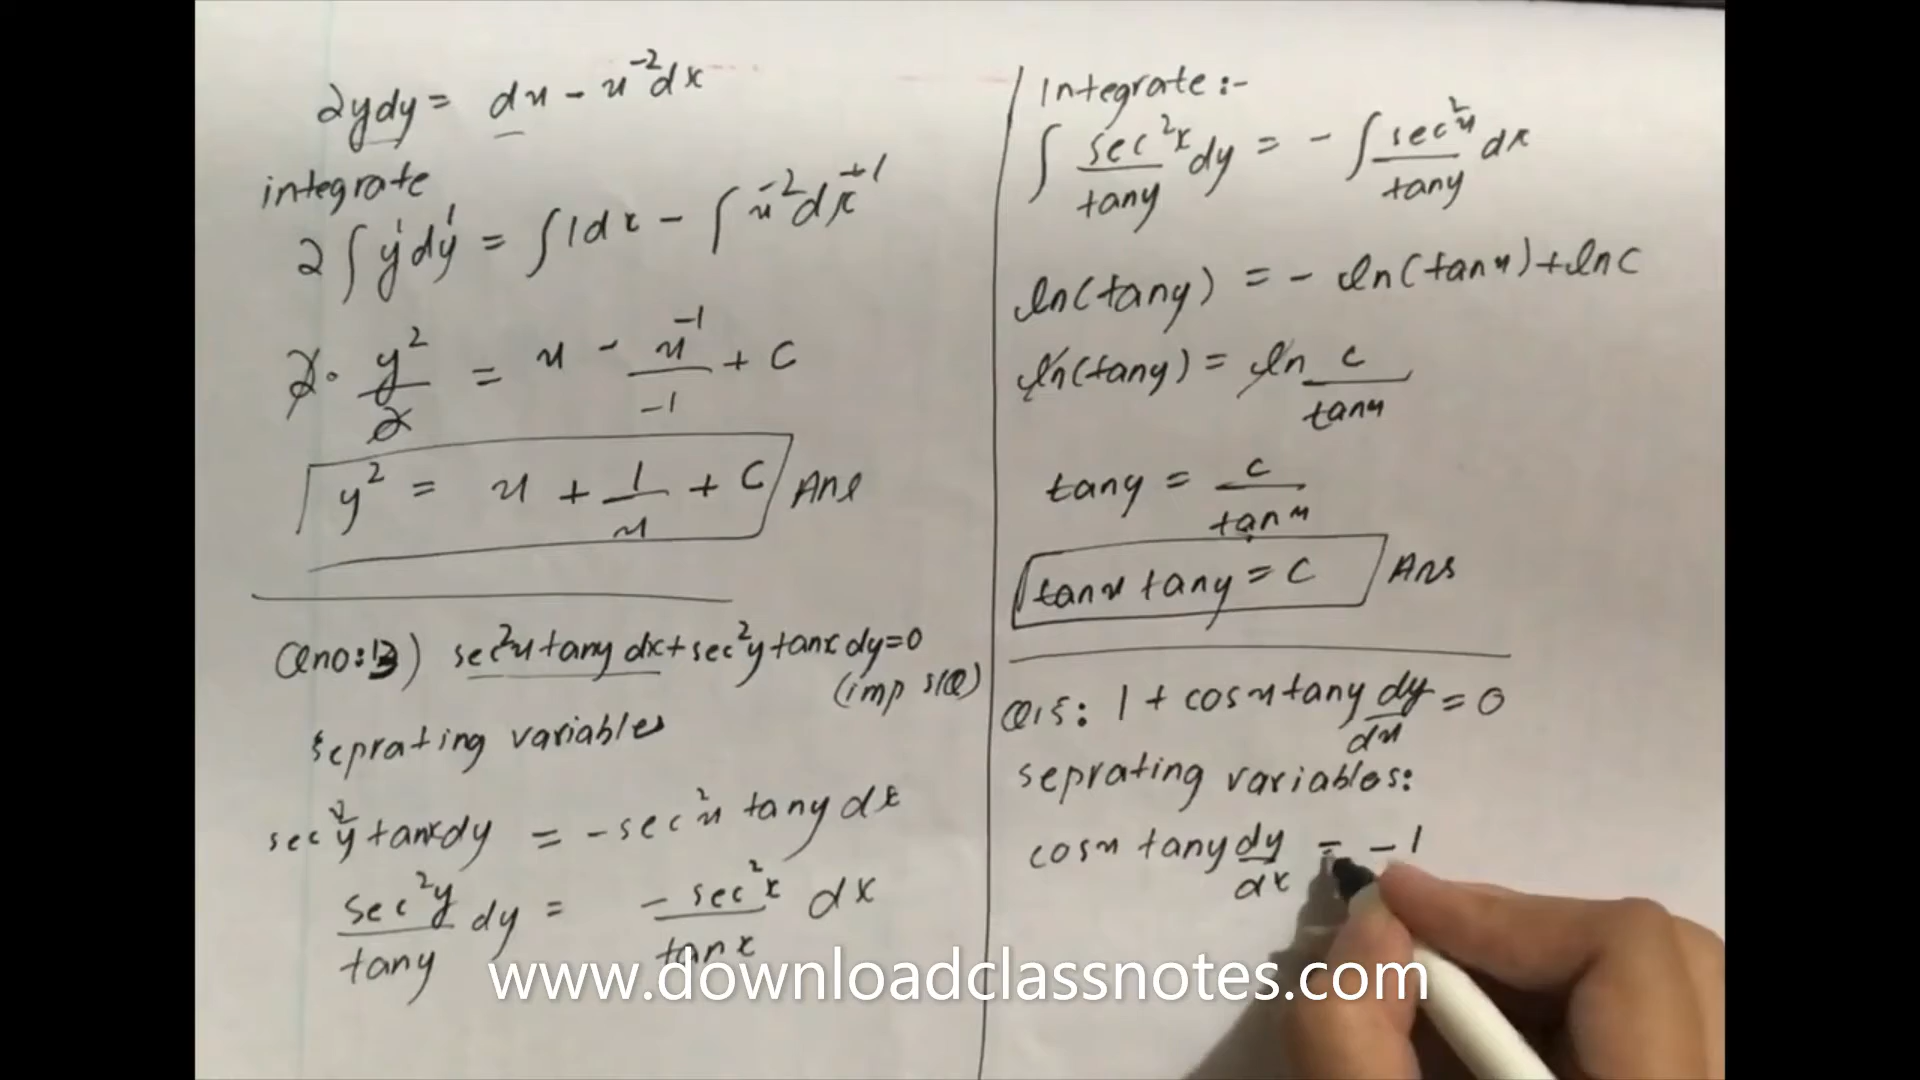 2ydy = dx - x⁻²dx
integrate
2∫y¹dy¹ = ∫1dx - ∫x⁻²dx⁺¹
2. y²/2 = x - x⁻¹/-1 + C
y² = x + 1/x + C Ans
Qno:13) sec²x tany dx + sec²y tanx dy = 0
(imp S/Q)
seprating variables
sec²y tanx dy = -sec²x tany dx
sec²y/tany dy = -sec²x/tanx dx
Integrate:-
∫ sec²x/tany dy = - ∫ sec²x/tany dx
ln(tany) = - ln(tanx) + lnC
ln(tany) = ln c/tanx
tany = c/tanx
tanx tany = C Ans
Q15: 1 + cosx tany dy/dx = 0
seprating variables:
cosx tany dy/dx = -1
www.downloadclassnotes.com